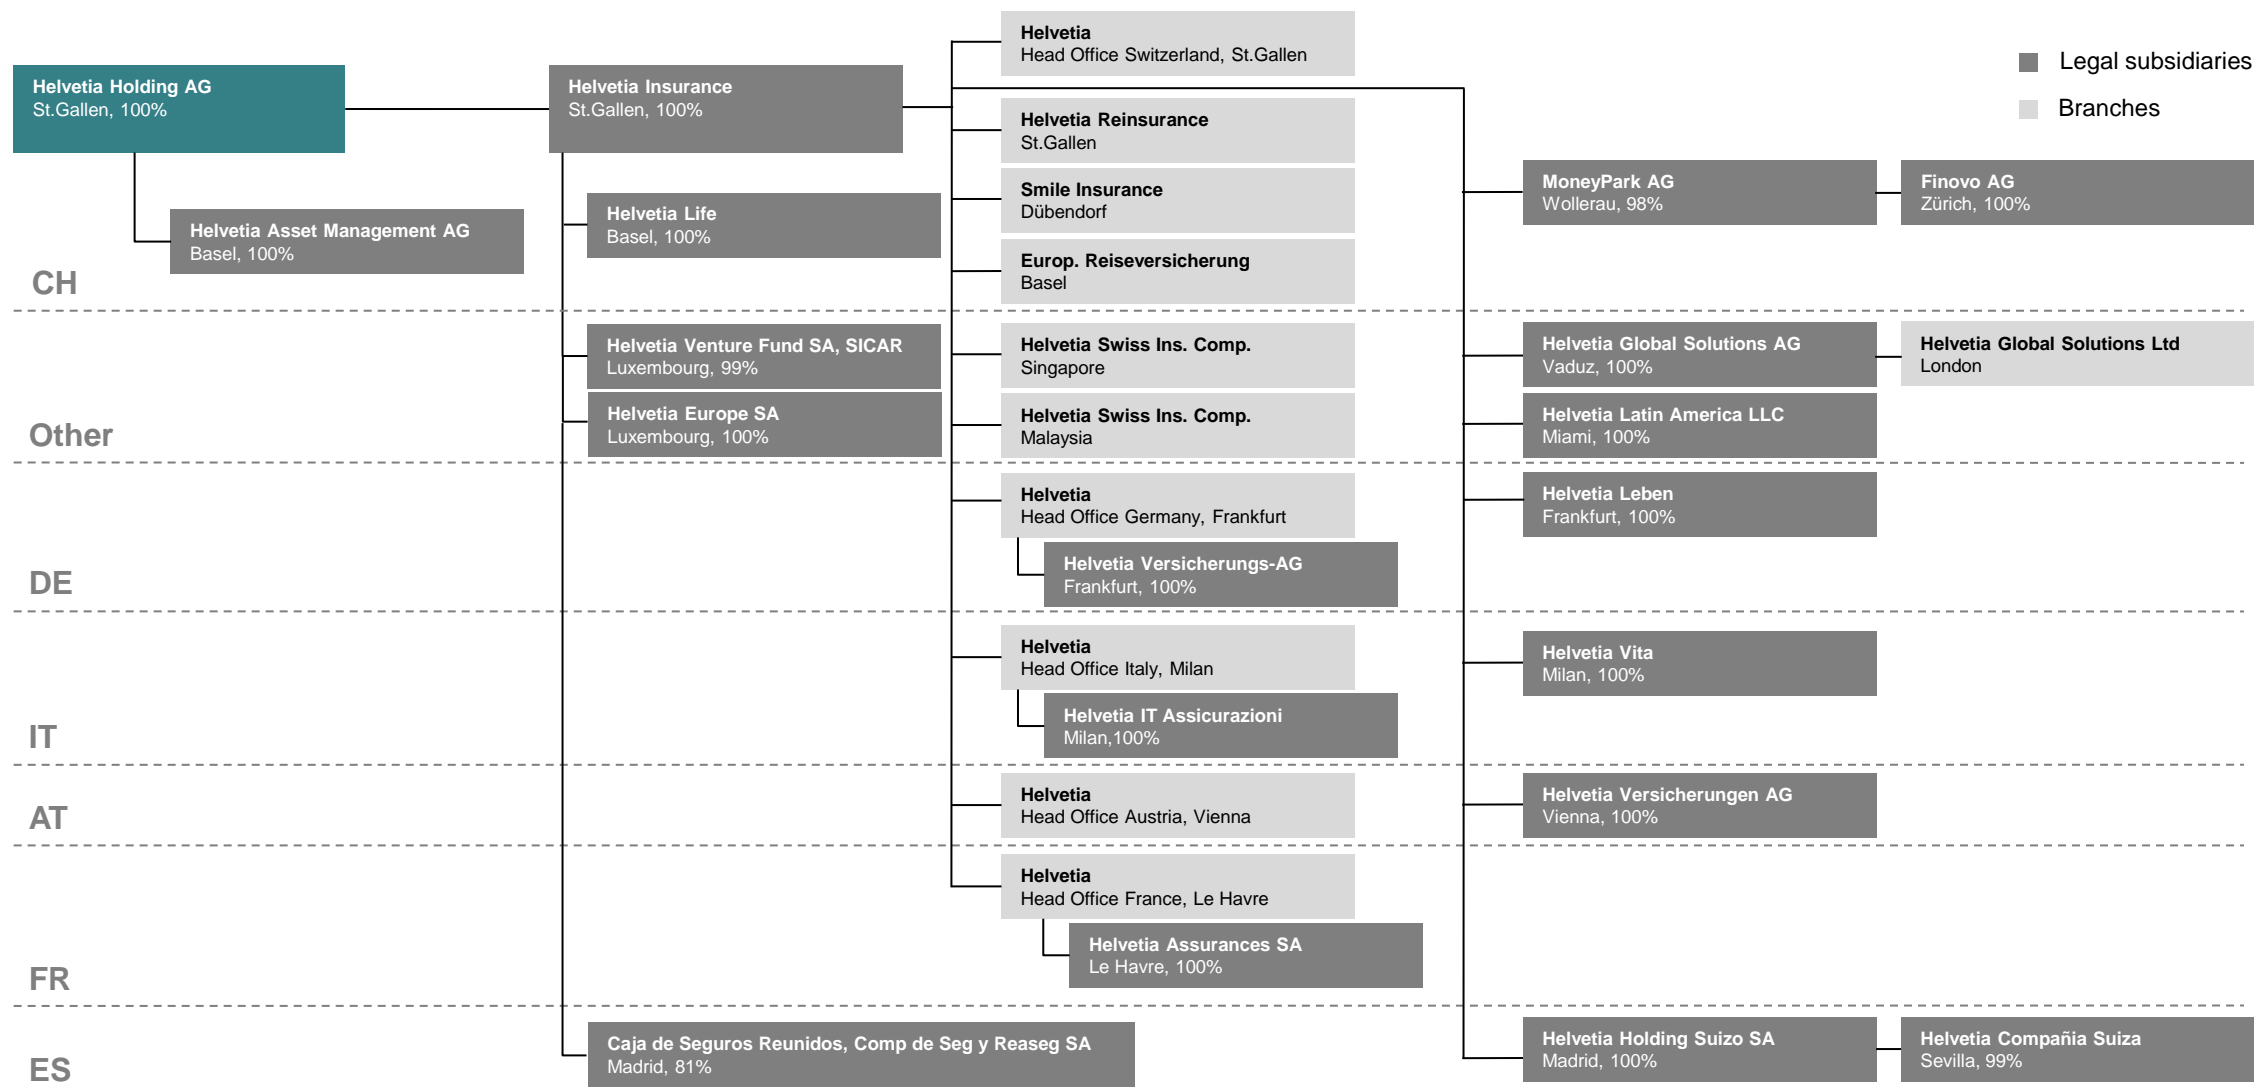 Helvetia
Head Office Switzerland, St.Gallen
Legal subsidiaries
Branches
Helvetia Holding AG
St.Gallen, 100%
Helvetia Insurance
St.Gallen, 100%
Helvetia Reinsurance
St.Gallen
MoneyPark AG
Wollerau, 98%
Finovo AG
Zürich, 100%
Smile Insurance
Dübendorf
Helvetia Life
Basel, 100%
Helvetia Asset Management AG
Basel, 100%
Europ. Reiseversicherung
Basel
CH
Helvetia Venture Fund SA, SICAR
Luxembourg, 99%
Helvetia Swiss Ins. Comp.
Singapore
Helvetia Global Solutions AG
Vaduz, 100%
Helvetia Global Solutions Ltd
London
Helvetia Europe SA
Luxembourg, 100%
Helvetia Swiss Ins. Comp.
Malaysia
Helvetia Latin America LLC
Miami, 100%
Other
Helvetia
Head Office Germany, Frankfurt
Helvetia Leben
Frankfurt, 100%
Helvetia Versicherungs-AG
Frankfurt, 100%
DE
Helvetia
Head Office Italy, Milan
Helvetia Vita
Milan, 100%
Helvetia IT Assicurazioni
Milan,100%
IT
Helvetia
Head Office Austria, Vienna
Helvetia Versicherungen AG
Vienna, 100%
AT
Helvetia
Head Office France, Le Havre
Helvetia Assurances SA
Le Havre, 100%
FR
Caja de Seguros Reunidos, Comp de Seg y Reaseg SA
Madrid, 81%
Helvetia Holding Suizo SA
Madrid, 100%
Helvetia Compañia Suiza
Sevilla, 99%
ES